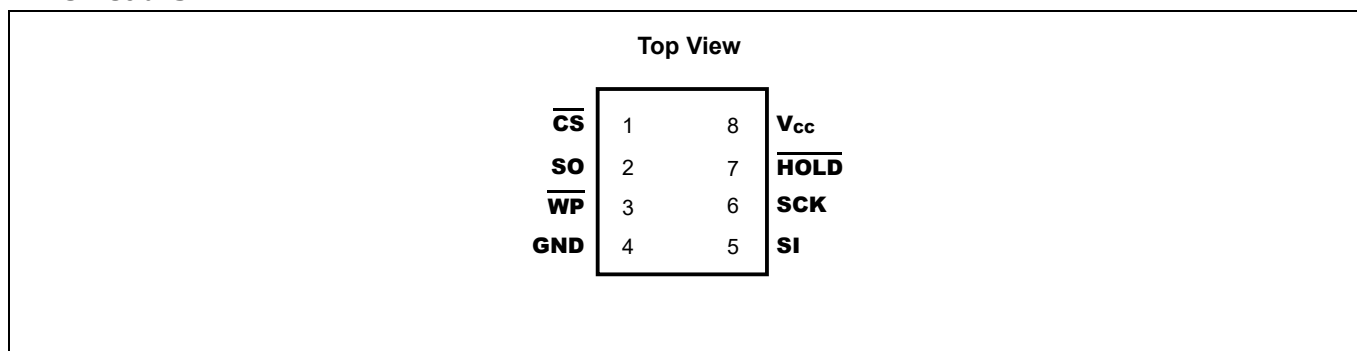 Top View
CS 1 8 Vcc
SO 2 7 HOLD
WP 3 6 SCK
GND 4 5 SI